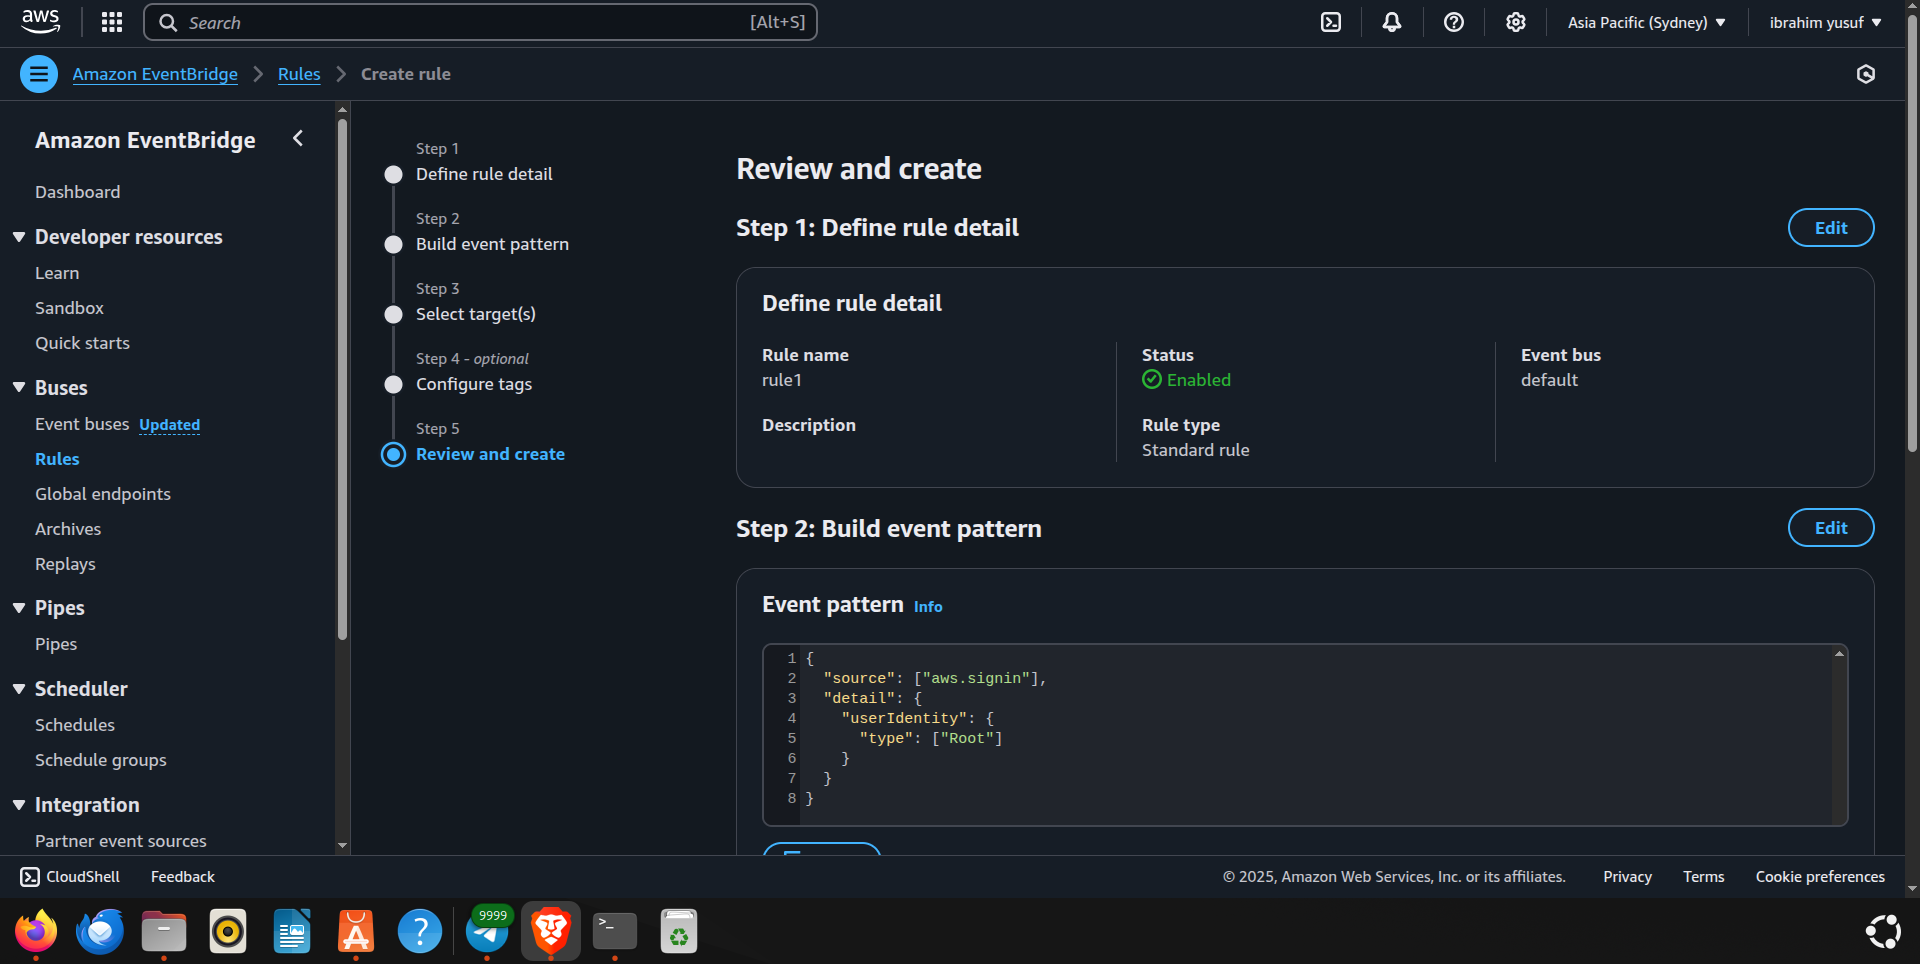 aws
Search
[Alt+S]
Asia Pacific (Sydney)
ibrahim yusuf
Amazon EventBridge
Rules
Create rule
Amazon EventBridge
Dashboard
Developer resources
Learn
Sandbox
Quick starts
Buses
Event buses Updated
Rules
Global endpoints
Archives
Replays
Pipes
Pipes
Scheduler
Schedules
Schedule groups
Integration
Partner event sources
Step 1
Define rule detail
Step 2
Build event pattern
Step 3
Select target(s)
Step 4 - optional
Configure tags
Step 5
Review and create
Review and create
Step 1: Define rule detail
Edit
Define rule detail
Rule name
rule1
Description
Status
Enabled
Rule type
Standard rule
Event bus
default
Step 2: Build event pattern
Edit
Event pattern Info
1 {
2 "source": ["aws.signin"],
3 "detail": {
4 "userIdentity": {
5 "type": ["Root"]
6 }
7 }
8 }
CloudShell
Feedback
© 2025, Amazon Web Services, Inc. or its affiliates.
Privacy
Terms
Cookie preferences
9999